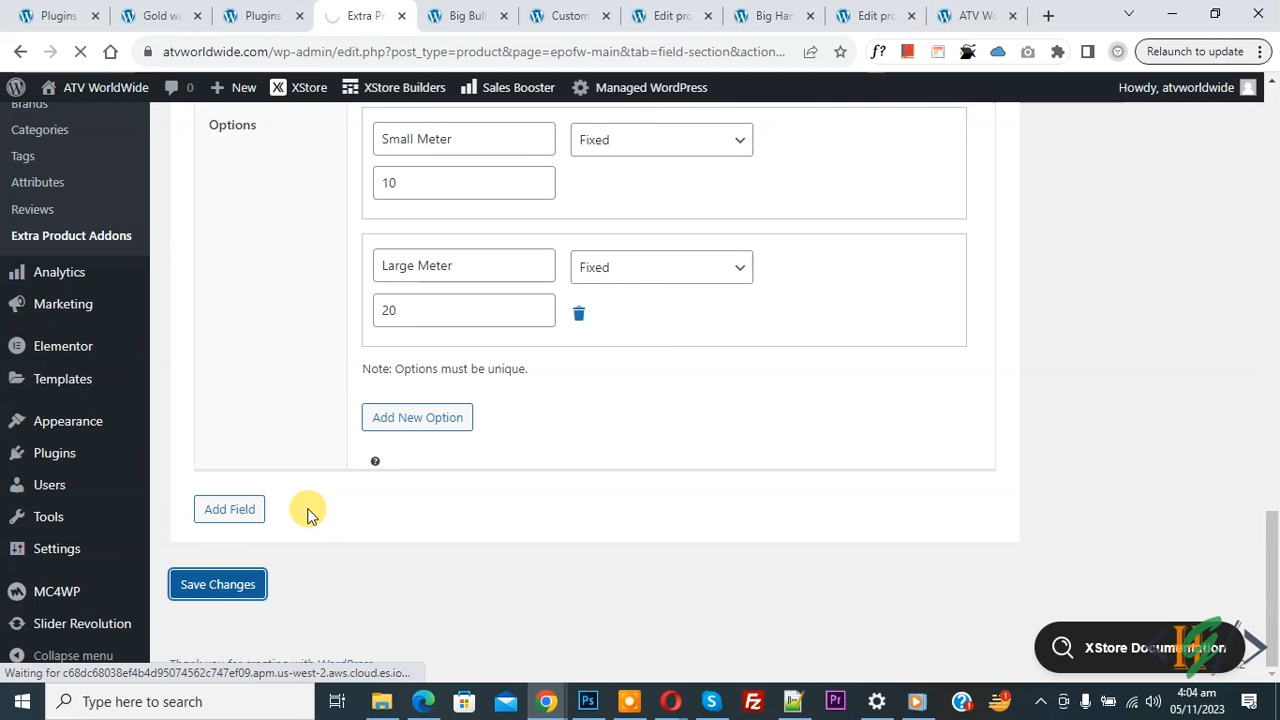 Plugins
Gold w
Plugins
Extra P
Big Bull
Custom
Edit pro
Big Han
Edit pro
ATV Wo
atvworldwide.com/wp-admin/edit.php?post_type=product&page=epofw-main&tab=field-section&action...
Relaunch to update
ATV WorldWide
0
New
XStore
XStore Builders
Sales Booster
Managed WordPress
Howdy, atvworldwide
Brands
Categories
Tags
Attributes
Reviews
Extra Product Addons
Analytics
Marketing
Elementor
Templates
Appearance
Plugins
Users
Tools
Settings
MC4WP
Slider Revolution
Collapse menu
Options
Small Meter
Fixed
10
Large Meter
Fixed
20
Note: Options must be unique.
Add New Option
Add Field
Save Changes
Thank you for creating with WordPress
XStore Documentation
Waiting for c68dc68038ef4b4d95074562c747ef09.apm.us-west-2.aws.cloud.es.io...
Type here to search
4:04 am
05/11/2023